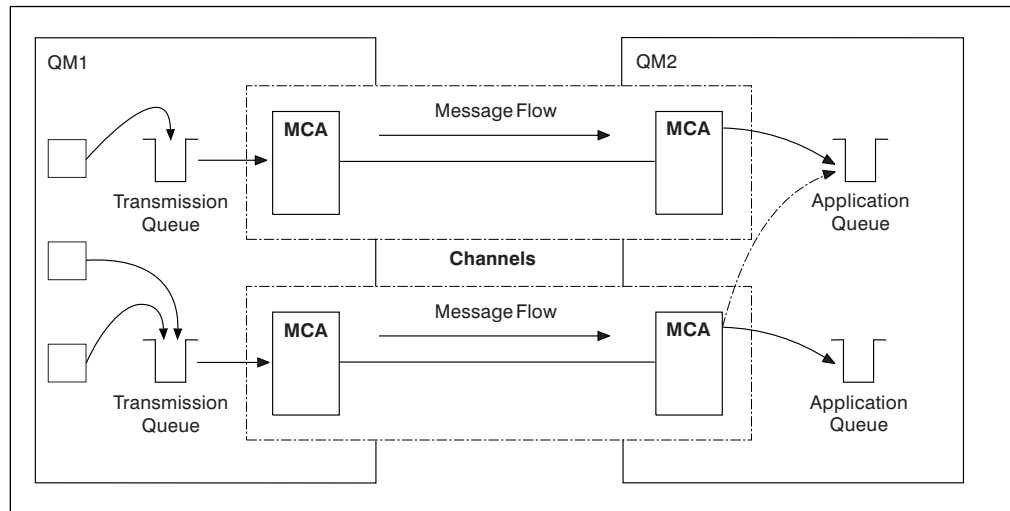 QM1
QM2
Message Flow
MCA
MCA
Transmission
Queue
Application
Queue
Channels
Message Flow
MCA
MCA
Transmission
Queue
Application
Queue